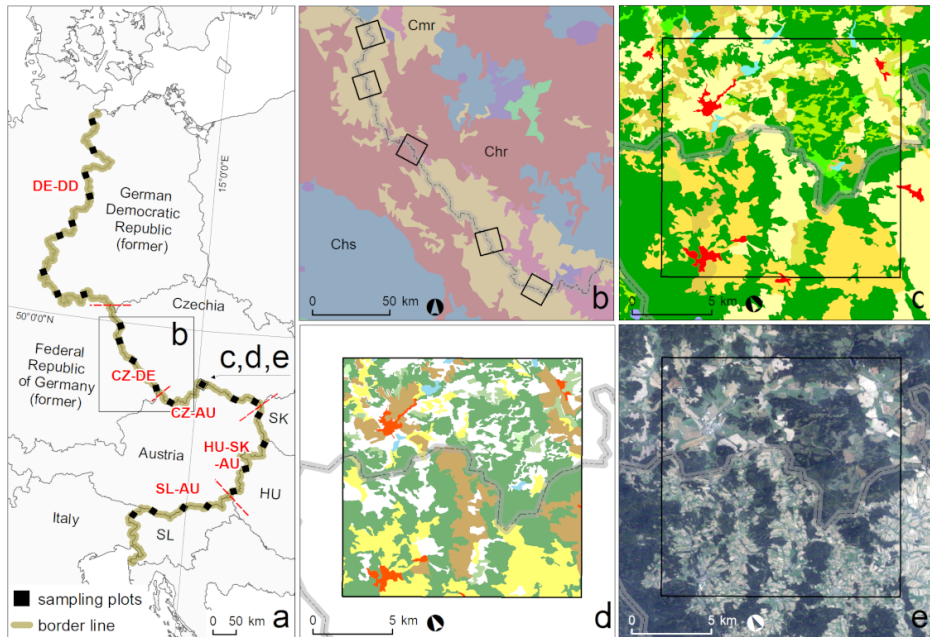 DE-DD
German
Democratic
Republic
(former)
15°0'0"E
Czechia
50°0'0"N
b
Federal
Republic
of Germany
(former)
CZ-DE
c,d,e
CZ-AU
SK
Austria
HU-SK
-AU
SL-AU
HU
Italy
SL
sampling plots
border line
0 50 km
a
Cmr
Chr
Chs
0 50 km
b
0 5 km
c
0 5 km
d
0 5 km
e